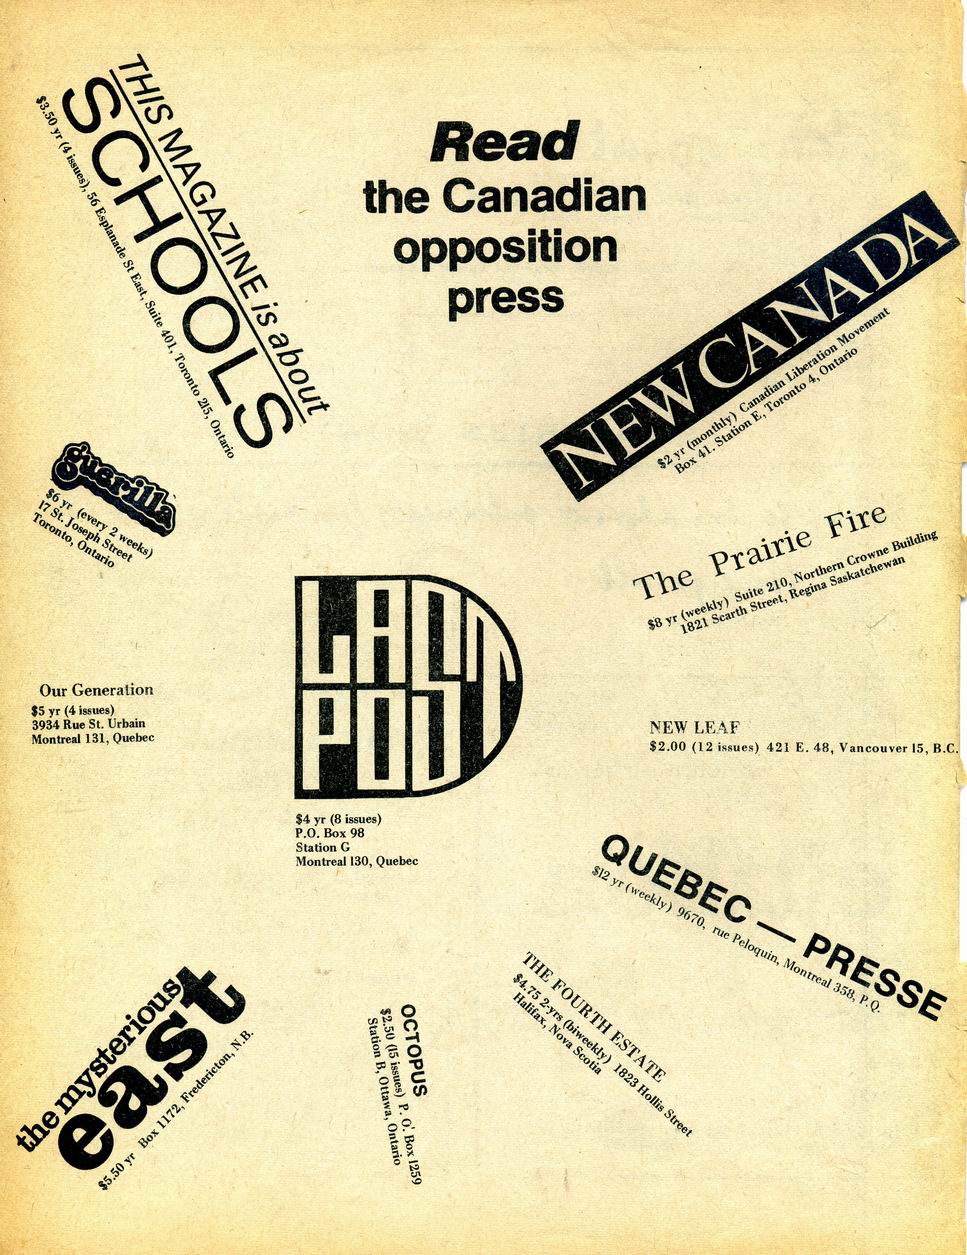 Read
the Canadian
opposition
press
THIS MAGAZINE is about
SCHOOLS
$3.50 yr (4 issues), 56 Esplanade St East, Suite 401, Toronto 215, Ontario
NEW CANADA
$2 yr (monthly) Canadian Liberation Movement
Box 41. Station E, Toronto 4, Ontario
guerilla
$6 yr (every 2 weeks)
17 St. Joseph Street
Toronto, Ontario
The Prairie Fire
$8 yr (weekly) Suite 210, Northern Crowne Building
1821 Scarth Street, Regina Saskatchewan
LAST
POST
$4 yr (8 issues)
P.O. Box 98
Station G
Montreal 130, Quebec
Our Generation
$5 yr (4 issues)
3934 Rue St. Urbain
Montreal 131, Quebec
NEW LEAF
$2.00 (12 issues) 421 E. 48, Vancouver 15, B.C.
QUEBEC — PRESSE
$12 yr (weekly) 9670, rue Peloquin, Montreal 358, P.Q.
the mysterious
east
$5.50 yr Box 1172, Fredericton, N.B.
OCTOPUS
$2.50 (15 issues) P. O. Box 1259
Station B, Ottawa, Ontario
THE FOURTH ESTATE
$4.75 2-yrs (biweekly) 1823 Hollis Street
Halifax, Nova Scotia